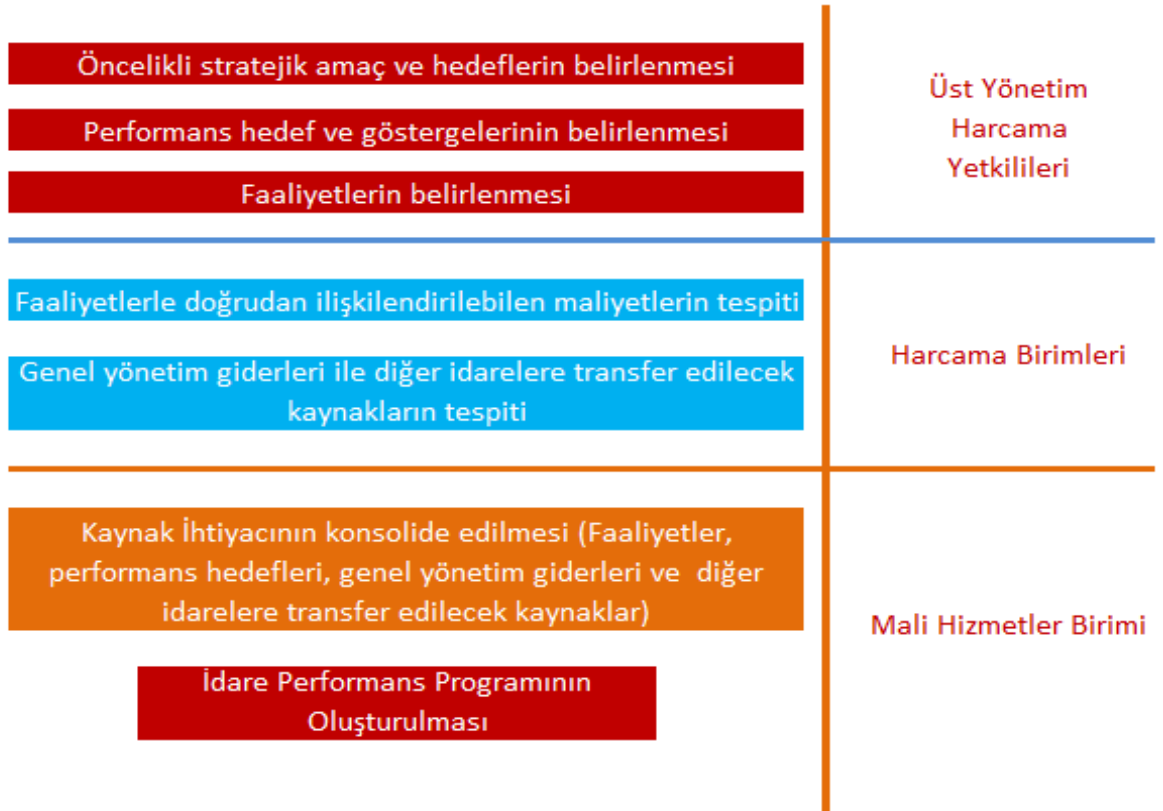 Öncelikli stratejik amaç ve hedeflerin belirlenmesi
Performans hedef ve göstergelerinin belirlenmesi
Faaliyetlerin belirlenmesi
Üst Yönetim
Harcama
Yetkilileri
Faaliyetlerle doğrudan ilişkilendirilebilen maliyetlerin tespiti
Genel yönetim giderleri ile diğer idarelere transfer edilecek
kaynakların tespiti
Harcama Birimleri
Kaynak İhtiyacının konsolide edilmesi (Faaliyetler,
performans hedefleri, genel yönetim giderleri ve  diğer
idarelere transfer edilecek kaynaklar)
İdare Performans Programının
Oluşturulması
Mali Hizmetler Birimi